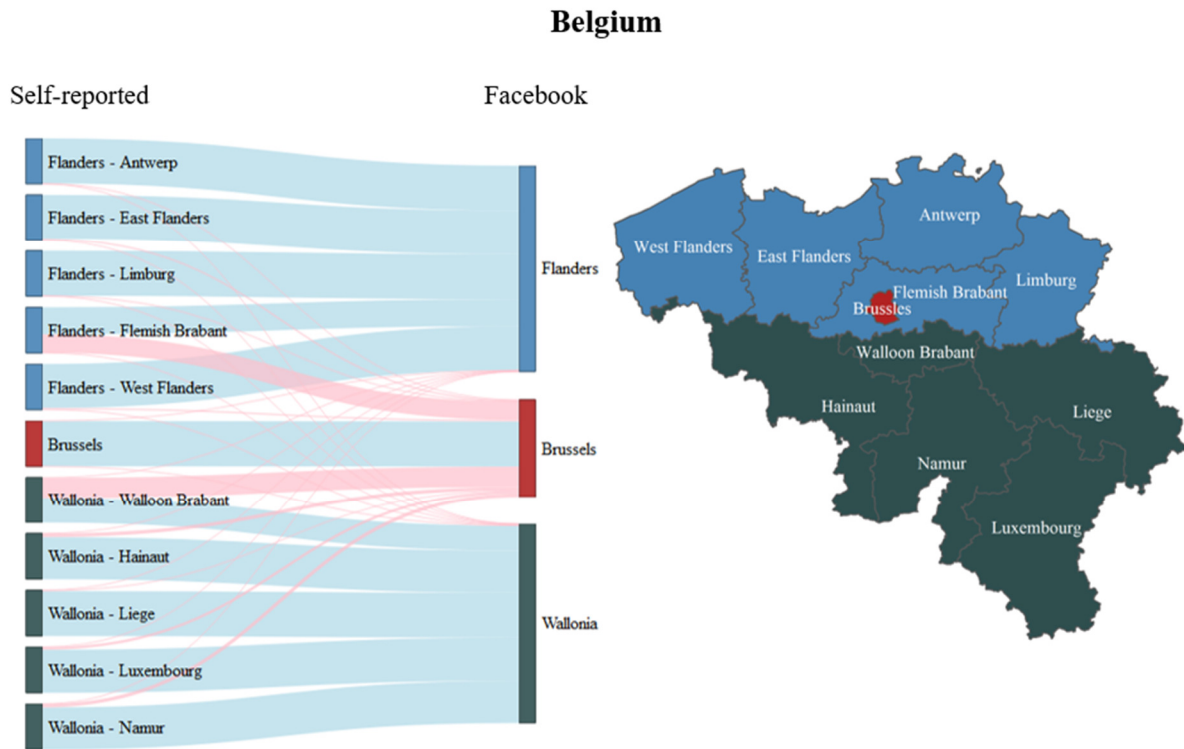 Belgium
Self-reported
Facebook
Flanders - Antwerp
Flanders - East Flanders
Flanders - Limburg
Flanders - Flemish Brabant
Flanders - West Flanders
Brussels
Wallonia - Walloon Brabant
Wallonia - Hainaut
Wallonia - Liege
Wallonia - Luxembourg
Wallonia - Namur
Flanders
Brussels
Wallonia
Antwerp
West Flanders
East Flanders
Limburg
Flemish Brabant
Brussles
Walloon Brabant
Hainaut
Liege
Namur
Luxembourg